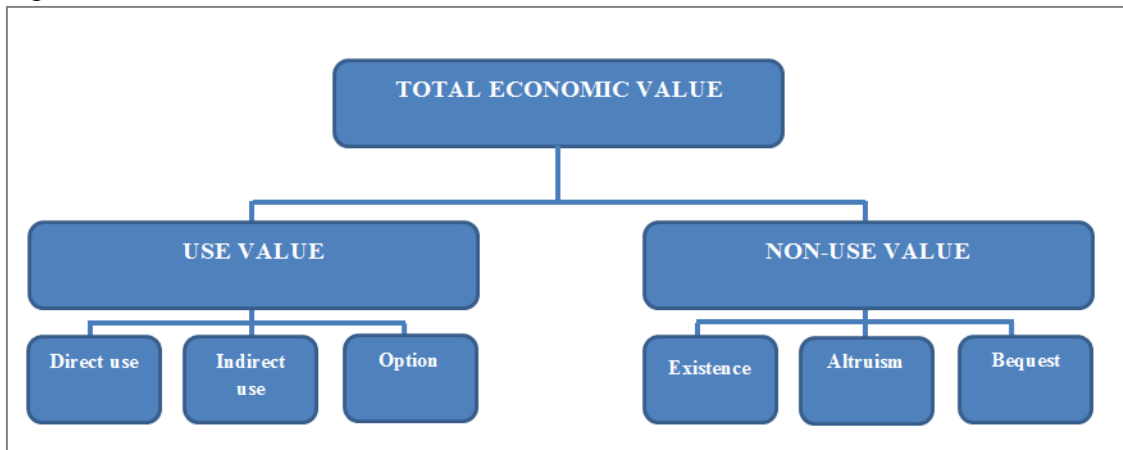 TOTAL ECONOMIC VALUE
USE VALUE
NON-USE VALUE
Direct use
Indirect
use
Option
Existence
Altruism
Bequest